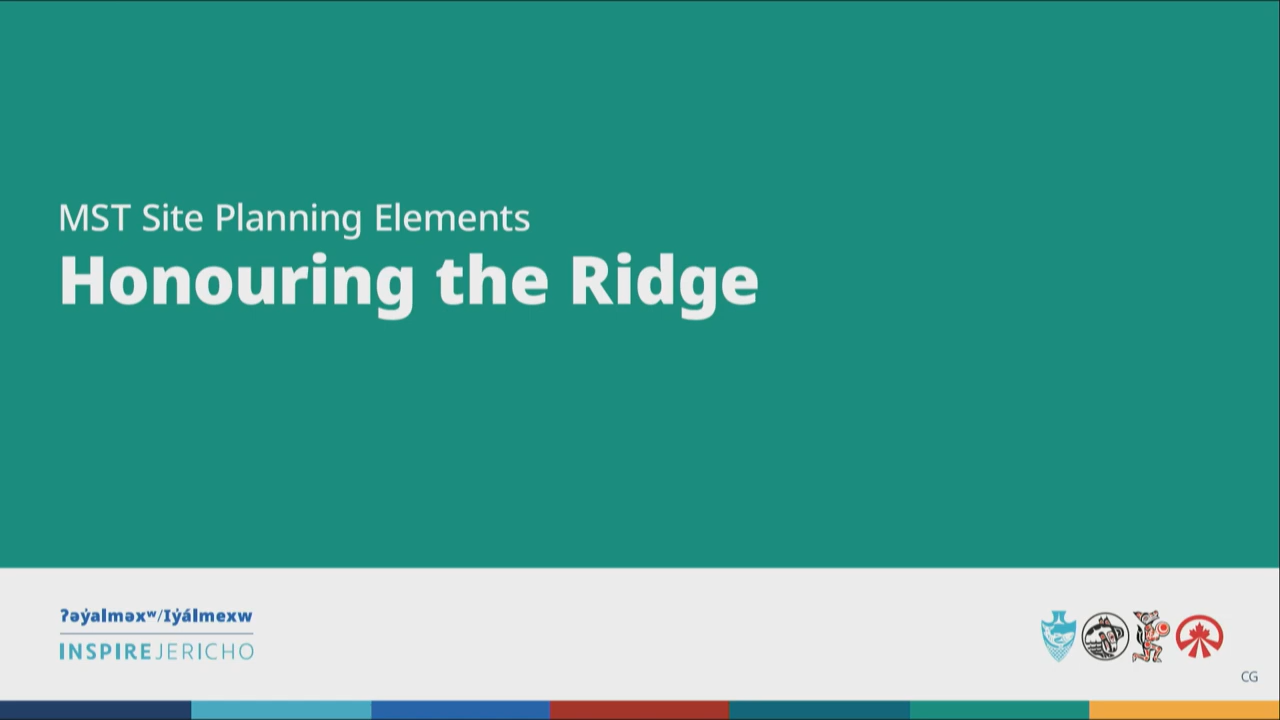 MST Site Planning Elements
Honouring the Ridge
ʔəy̓alməxʷ/Iy̓álmexw
INSPIREJERICHO
CG